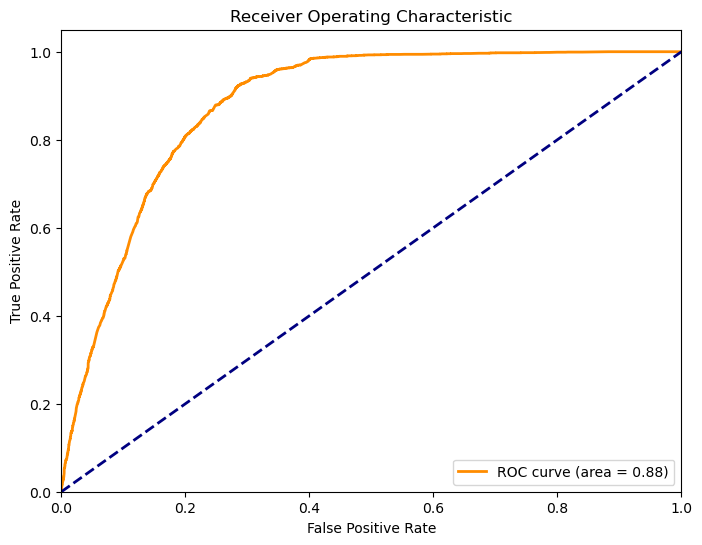 Receiver Operating Characteristic
True Positive Rate
1.0
0.8
0.6
0.4
0.2
0.0
ROC curve (area = 0.88)
0.0 0.2 0.4 0.6 0.8 1.0
False Positive Rate